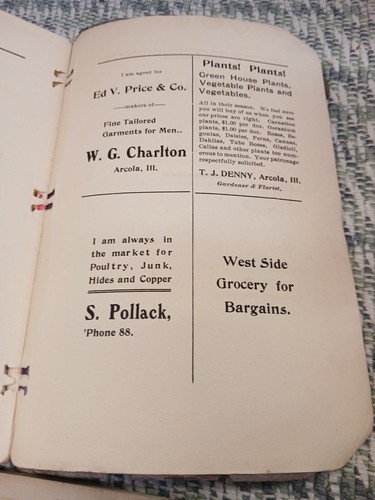 I am agent for
Ed V. Price & Co.
—makers of—
Fine Tailored
Garments for Men..
W. G. Charlton
Arcola, Ill.
I am always in
the market for
Poultry, Junk,
Hides and Copper
S. Pollack,
'Phone 88.
Plants! Plants!
Green House Plants,
Vegetable Plants and
Vegetables.
All in their season. We feel sure
you will buy of us when you see
our prices are right. Carnation
plants, $1.00 per doz. Geranium
plants, $1.00 per doz. Roses, Be-
gonias, Daisies, Ferns, Cannas,
Dahlias, Tube Roses, Gladioli,
Callas and other plants too num-
erous to mention. Your patronage
respectfully solicited.
T. J. DENNY, Arcola, Ill.
Gardener & Florist.
West Side
Grocery for
Bargains.